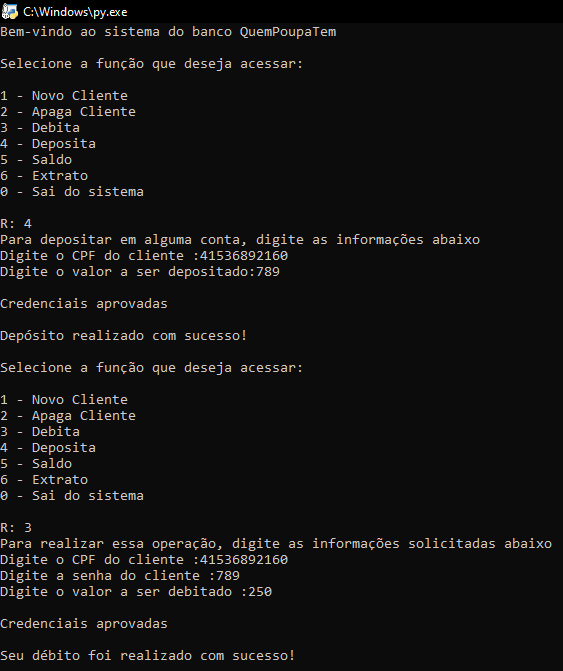 C:\Windows\py.exe
Bem-vindo ao sistema do banco QuemPoupaTem
Selecione a função que deseja acessar:
1 - Novo Cliente
2 - Apaga Cliente
3 - Debita
4 - Deposita
5 - Saldo
6 - Extrato
0 - Sai do sistema
R: 4
Para depositar em alguma conta, digite as informações abaixo
Digite o CPF do cliente :41536892160
Digite o valor a ser depositado:789
Credenciais aprovadas
Depósito realizado com sucesso!
Selecione a função que deseja acessar:
1 - Novo Cliente
2 - Apaga Cliente
3 - Debita
4 - Deposita
5 - Saldo
6 - Extrato
0 - Sai do sistema
R: 3
Para realizar essa operação, digite as informações solicitadas abaixo
Digite o CPF do cliente :41536892160
Digite a senha do cliente :789
Digite o valor a ser debitado :250
Credenciais aprovadas
Seu débito foi realizado com sucesso!